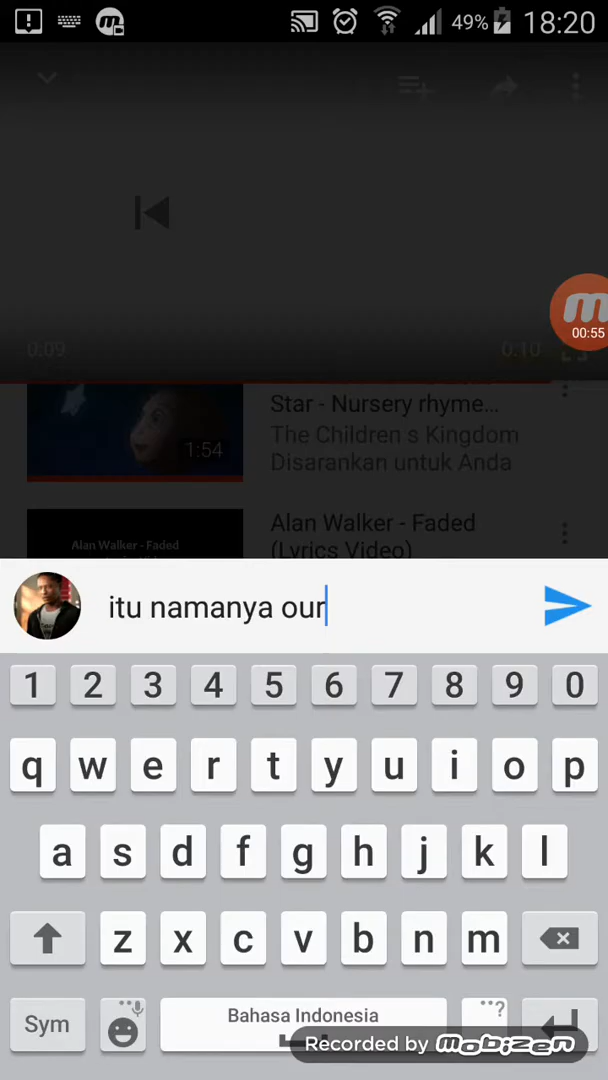 49% 18:20
00:55
0:09 0:10
Star - Nursery rhyme...
The Children s Kingdom
Disarankan untuk Anda
1:54
Alan Walker - Faded
(Lyrics Video)
Alan Walker - Faded
itu namanya our
1 2 3 4 5 6 7 8 9 0
q w e r t y u i o p
a s d f g h j k l
z x c v b n m
Sym Bahasa Indonesia ?
Recorded by mobizen